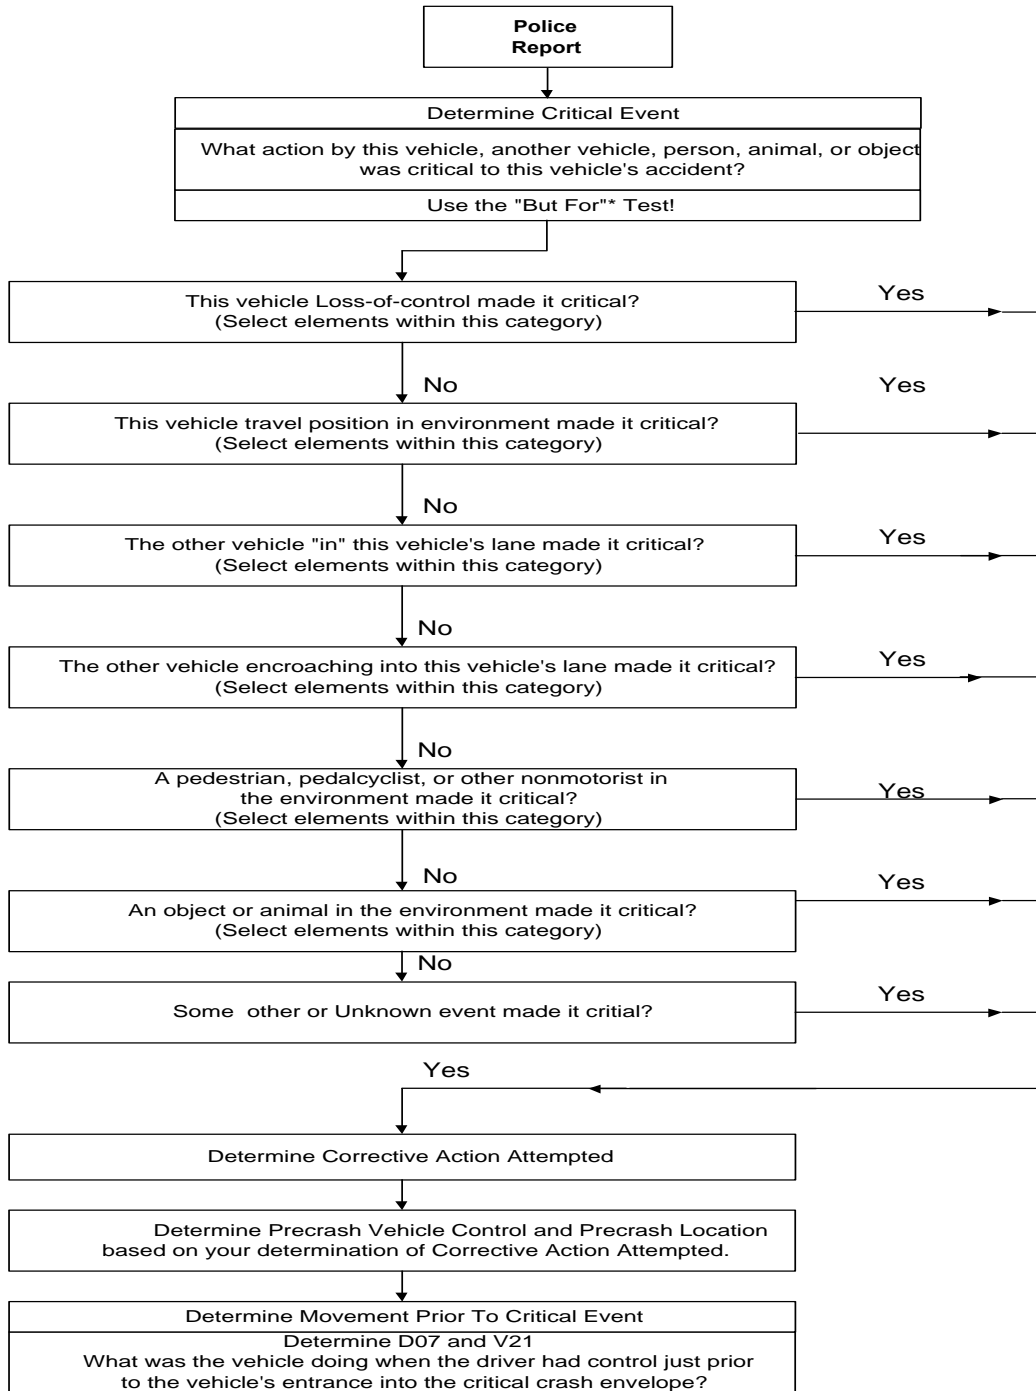 Police
Report
Determine Critical Event
What action by this vehicle, another vehicle, person, animal, or object
was critical to this vehicle's accident?
Use the "But For"* Test!
This vehicle Loss-of-control made it critical?
(Select elements within this category)
Yes
No
This vehicle travel position in environment made it critical?
(Select elements within this category)
Yes
No
The other vehicle "in" this vehicle's lane made it critical?
(Select elements within this category)
Yes
No
The other vehicle encroaching into this vehicle's lane made it critical?
(Select elements within this category)
Yes
No
A pedestrian, pedalcyclist, or other nonmotorist in
the environment made it critical?
(Select elements within this category)
Yes
No
An object or animal in the environment made it critical?
(Select elements within this category)
Yes
No
Some other or Unknown event made it critial?
Yes
Yes
Determine Corrective Action Attempted
Determine Precrash Vehicle Control and Precrash Location
based on your determination of Corrective Action Attempted.
Determine Movement Prior To Critical Event
Determine D07 and V21
What was the vehicle doing when the driver had control just prior
to the vehicle's entrance into the critical crash envelope?